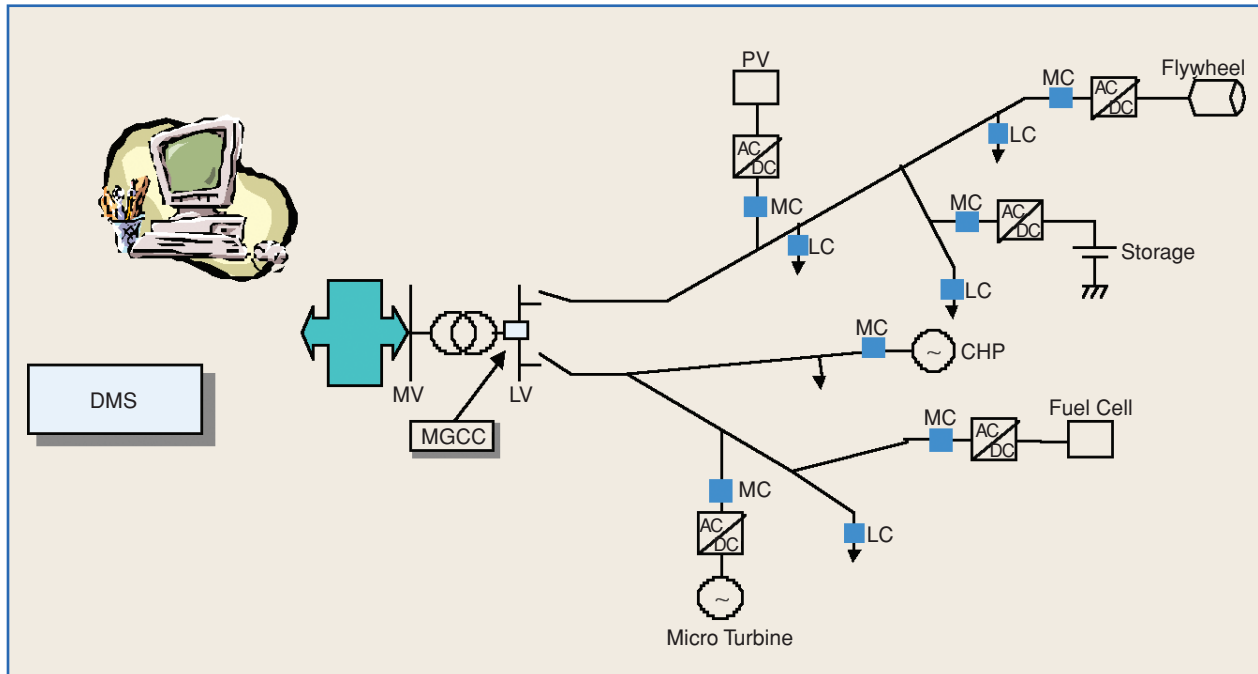 PV
AC
DC
MC
LC
MC
AC
DC
Flywheel
LC
MC
AC
DC
Storage
LC
MV
LV
MGCC
DMS
MC
~
CHP
MC
AC
DC
Fuel Cell
MC
AC
DC
~
Micro Turbine
LC